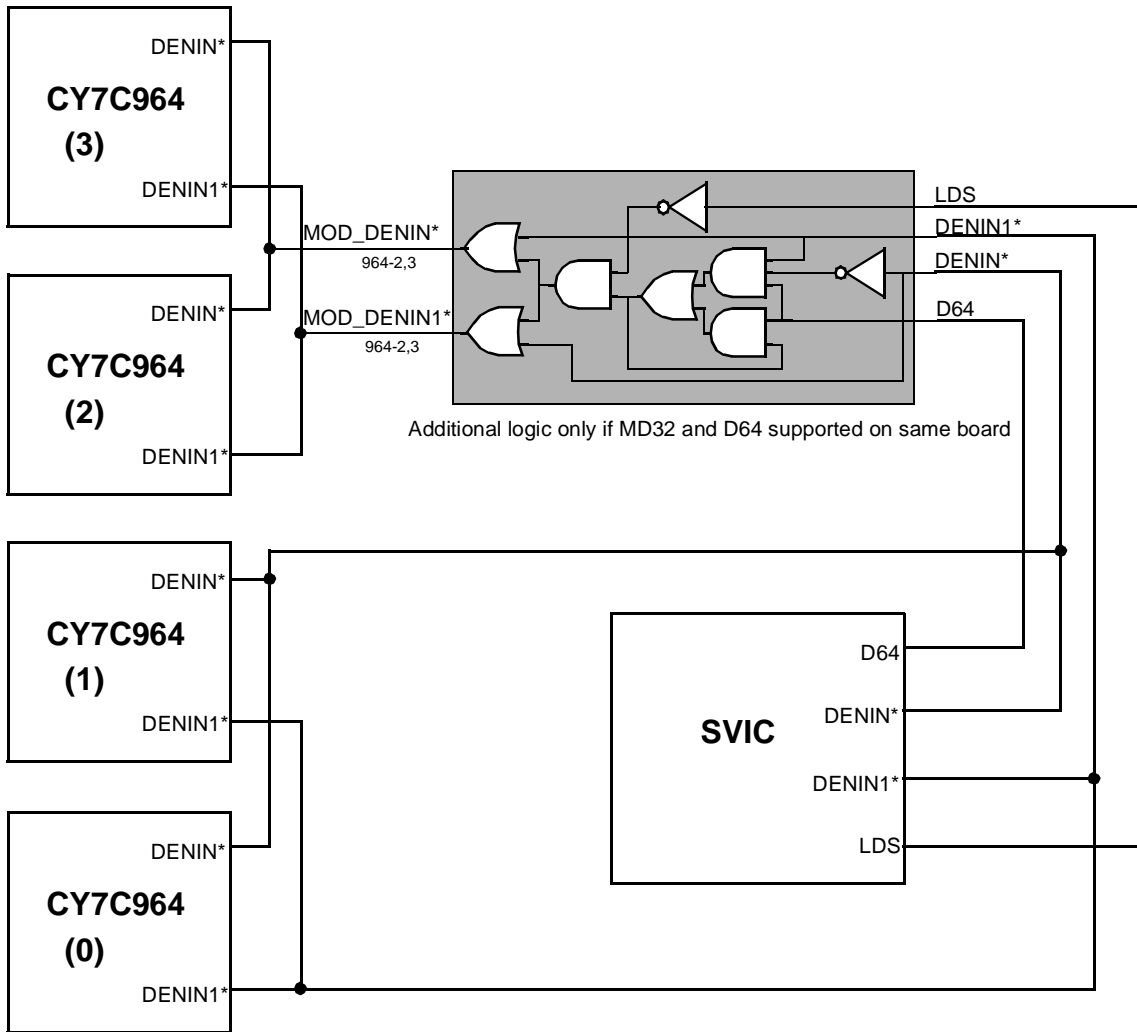 DENIN*
CY7C964
(3)
DENIN1*
LDS
DENIN1*
MOD_DENIN*
964-2,3
DENIN*
DENIN*
D64
MOD_DENIN1*
964-2,3
CY7C964
(2)
Additional logic only if MD32 and D64 supported on same board
DENIN1*
DENIN*
CY7C964
(1)
DENIN1*
D64
DENIN*
SVIC
DENIN1*
LDS
DENIN*
CY7C964
(0)
DENIN1*